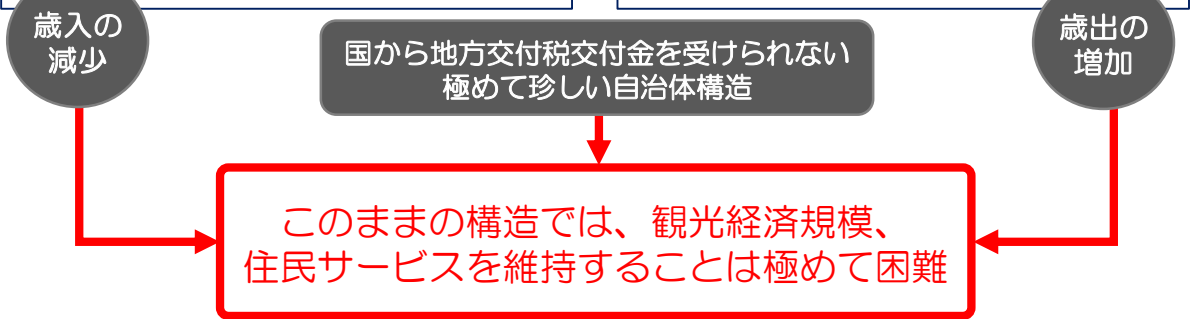 歳入の
減少
国から地方交付税交付金を受けられない
極めて珍しい自治体構造
歳出の
増加
このままの構造では、観光経済規模、
住民サービスを維持することは極めて困難